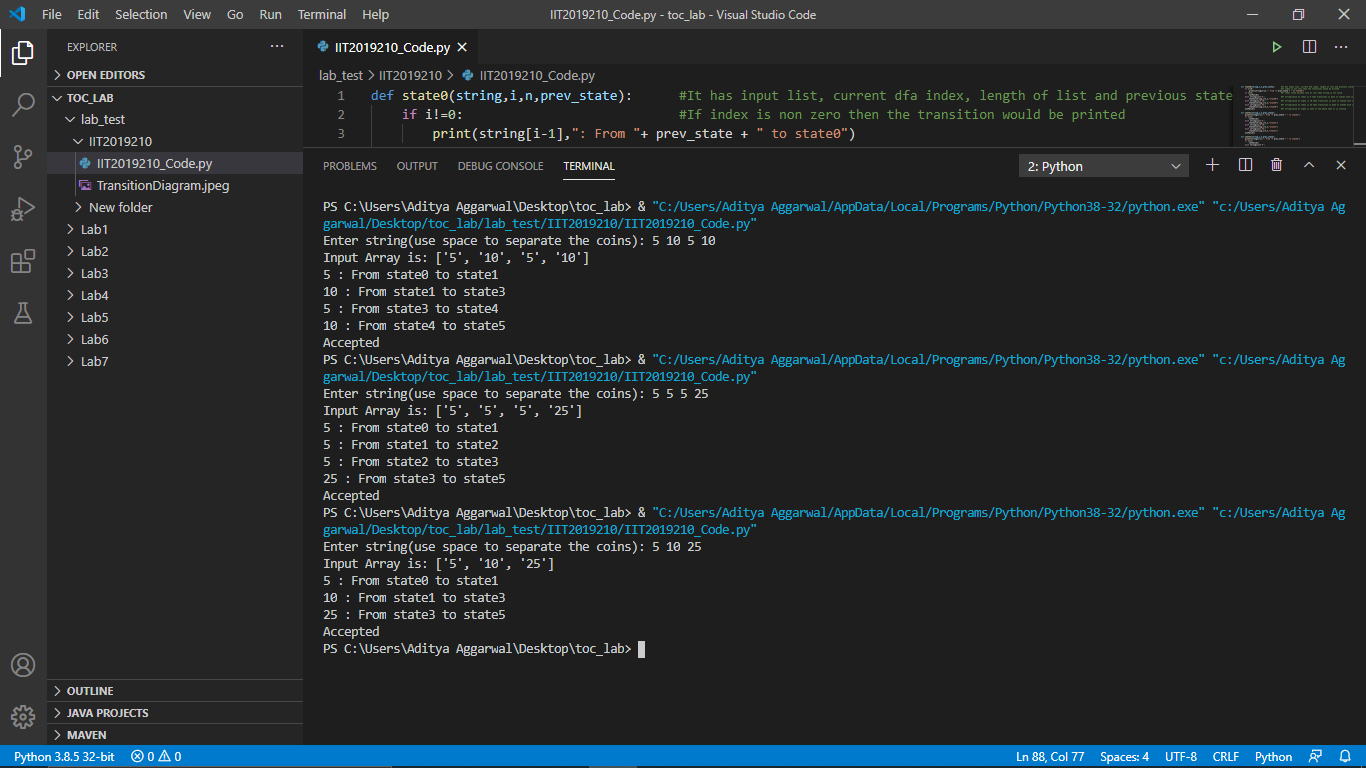 File Edit Selection View Go Run Terminal Help
IIT2019210_Code.py - toc_lab - Visual Studio Code
EXPLORER
OPEN EDITORS
TOC_LAB
lab_test
IIT2019210
IIT2019210_Code.py
TransitionDiagram.jpeg
New folder
Lab1
Lab2
Lab3
Lab4
Lab5
Lab6
Lab7
OUTLINE
JAVA PROJECTS
MAVEN
IIT2019210_Code.py
lab_test > IIT2019210 > IIT2019210_Code.py
1 def state0(string,i,n,prev_state): #It has input list, current dfa index, length of list and previous state
2 if i!=0: #If index is non zero then the transition would be printed
3 print(string[i-1],": From "+ prev_state + " to state0")
PROBLEMS OUTPUT DEBUG CONSOLE TERMINAL 2: Python
PS C:\Users\Aditya Aggarwal\Desktop\toc_lab> & "C:/Users/Aditya Aggarwal/AppData/Local/Programs/Python/Python38-32/python.exe" "c:/Users/Aditya Ag
garwal/Desktop/toc_lab/lab_test/IIT2019210/IIT2019210_Code.py"
Enter string(use space to separate the coins): 5 10 5 10
Input Array is: ['5', '10', '5', '10']
5 : From state0 to state1
10 : From state1 to state3
5 : From state3 to state4
10 : From state4 to state5
Accepted
PS C:\Users\Aditya Aggarwal\Desktop\toc_lab> & "C:/Users/Aditya Aggarwal/AppData/Local/Programs/Python/Python38-32/python.exe" "c:/Users/Aditya Ag
garwal/Desktop/toc_lab/lab_test/IIT2019210/IIT2019210_Code.py"
Enter string(use space to separate the coins): 5 5 5 25
Input Array is: ['5', '5', '5', '25']
5 : From state0 to state1
5 : From state1 to state2
5 : From state2 to state3
25 : From state3 to state5
Accepted
PS C:\Users\Aditya Aggarwal\Desktop\toc_lab> & "C:/Users/Aditya Aggarwal/AppData/Local/Programs/Python/Python38-32/python.exe" "c:/Users/Aditya Ag
garwal/Desktop/toc_lab/lab_test/IIT2019210/IIT2019210_Code.py"
Enter string(use space to separate the coins): 5 10 25
Input Array is: ['5', '10', '25']
5 : From state0 to state1
10 : From state1 to state3
25 : From state3 to state5
Accepted
PS C:\Users\Aditya Aggarwal\Desktop\toc_lab>
Python 3.8.5 32-bit 0 0 Ln 88, Col 77 Spaces: 4 UTF-8 CRLF Python